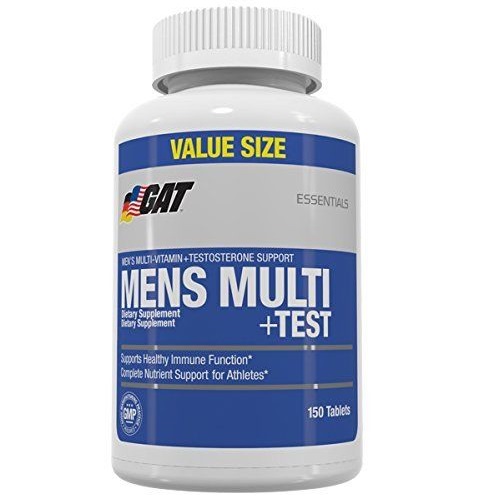 VALUE SIZE
GAT
ESSENTIALS
MEN'S MULTI-VITAMIN+TESTOSTERONE SUPPORT
MENS MULTI
+TEST
Dietary Supplement
Dietary Supplement
Supports Healthy Immune Function*
Complete Nutrient Support for Athletes*
GMP
150 Tablets